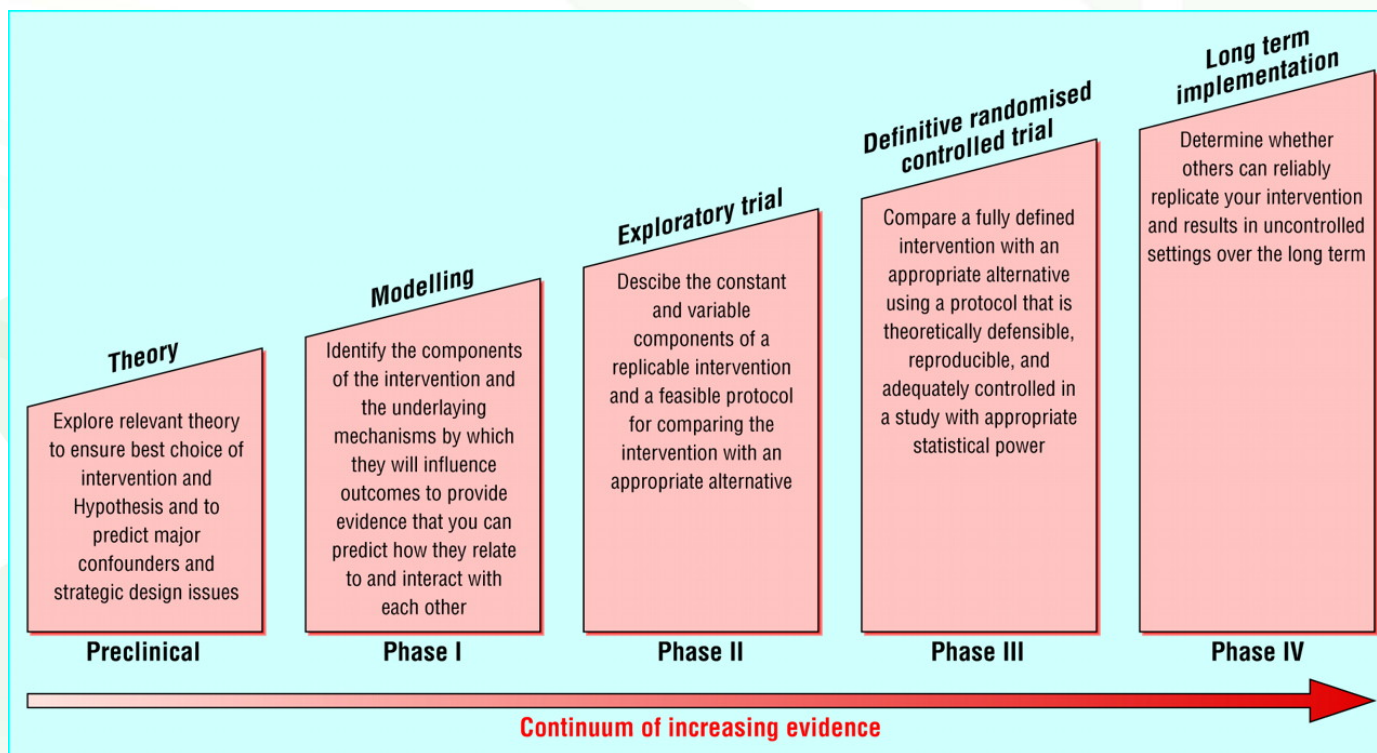 Theory
Explore relevant theory
to ensure best choice of
intervention and
Hypothesis and to
predict major
confounders and
strategic design issues
Preclinical
Modelling
Identify the components
of the intervention and
the underlaying
mechanisms by which
they will influence
outcomes to provide
evidence that you can
predict how they relate
to and interact with
each other
Phase I
Exploratory trial
Descibe the constant
and variable
components of a
replicable intervention
and a feasible protocol
for comparing the
intervention with an
appropriate alternative
Phase II
Definitive randomised
controlled trial
Compare a fully defined
intervention with an
appropriate alternative
using a protocol that is
theoretically defensible,
reproducible, and
adequately controlled in
a study with appropriate
statistical power
Phase III
Long term
implementation
Determine whether
others can reliably
replicate your intervention
and results in uncontrolled
settings over the long term
Phase IV
Continuum of increasing evidence